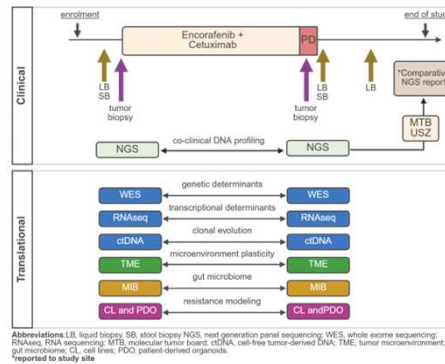 enrolment
end of study
Clinical
Encorafenib +
Cetuximab
PD
LB
SB
tumor
biopsy
tumor
biopsy
LB
SB
LB
*Comparative
NGS report
MTB
USZ
co-clinical DNA profiling
NGS
NGS
Translational
genetic determinants
WES
WES
transcriptional determinants
RNAseq
RNAseq
clonal evolution
ctDNA
ctDNA
microenvironment plasticity
TME
TME
gut microbiome
MIB
MIB
resistance modeling
CL and PDO
CL andPDO
Abbreviations:LB, liquid biopsy, SB, stool biopsy NGS, next generation panel sequencing; WES, whole exome sequencing;
RNAseq, RNA sequencing; MTB, molecular tumor board; ctDNA, cell-free tumor-derived DNA; TME, tumor microenvironment;
gut microbiome; CL, cell lines; PDO, patient-derived organoids.
*reported to study site